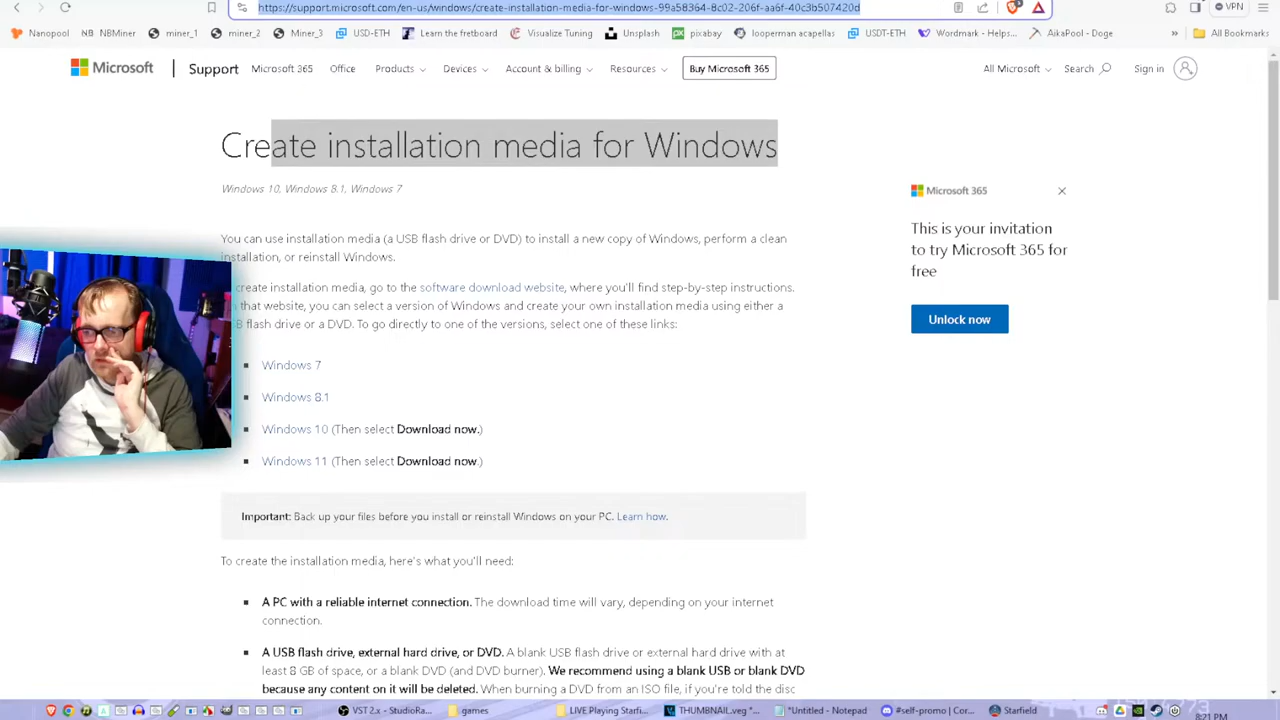 https://support.microsoft.com/en-us/windows/create-installation-media-for-windows-99a58364-8c02-206f-aa6f-40c3b507420d
VPN
Nanopool NBMiner miner_1 miner_2 Miner_3 USD-ETH Learn the fretboard Visualize Tuning Unsplash pixabay looperman acapellas USDT-ETH Wordmark - Helps... AikaPool - Doge » All Bookmarks
Microsoft Support Microsoft 365 Office Products Devices Account & billing Resources Buy Microsoft 365 All Microsoft Search Sign in
Create installation media for Windows
Windows 10, Windows 8.1, Windows 7
Microsoft 365
This is your invitation
to try Microsoft 365 for
free
Unlock now
You can use installation media (a USB flash drive or DVD) to install a new copy of Windows, perform a clean
installation, or reinstall Windows.
create installation media, go to the software download website, where you'll find step-by-step instructions.
that website, you can select a version of Windows and create your own installation media using either a
flash drive or a DVD. To go directly to one of the versions, select one of these links:
Windows 7
Windows 8.1
Windows 10 (Then select Download now.)
Windows 11 (Then select Download now.)
Important: Back up your files before you install or reinstall Windows on your PC. Learn how.
To create the installation media, here's what you'll need:
A PC with a reliable internet connection. The download time will vary, depending on your internet
connection.
A USB flash drive, external hard drive, or DVD. A blank USB flash drive or external hard drive with at
least 8 GB of space, or a blank DVD (and DVD burner). We recommend using a blank USB or blank DVD
because any content on it will be deleted. When burning a DVD from an ISO file, if you're told the disc
VST 2.x - StudioRa... games LIVE Playing Starfi... THUMBNAIL.veg *... *Untitled - Notepad #self-promo | Cor... Starfield
8:21 PM